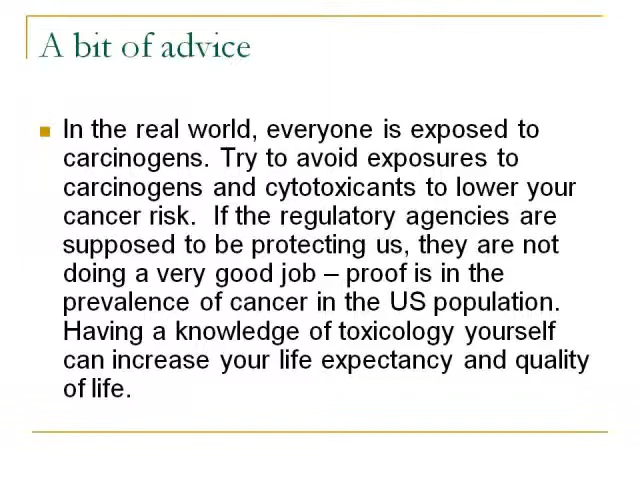 A bit of advice
In the real world, everyone is exposed to
carcinogens. Try to avoid exposures to
carcinogens and cytotoxicants to lower your
cancer risk.  If the regulatory agencies are
supposed to be protecting us, they are not
doing a very good job – proof is in the
prevalence of cancer in the US population.
Having a knowledge of toxicology yourself
can increase your life expectancy and quality
of life.